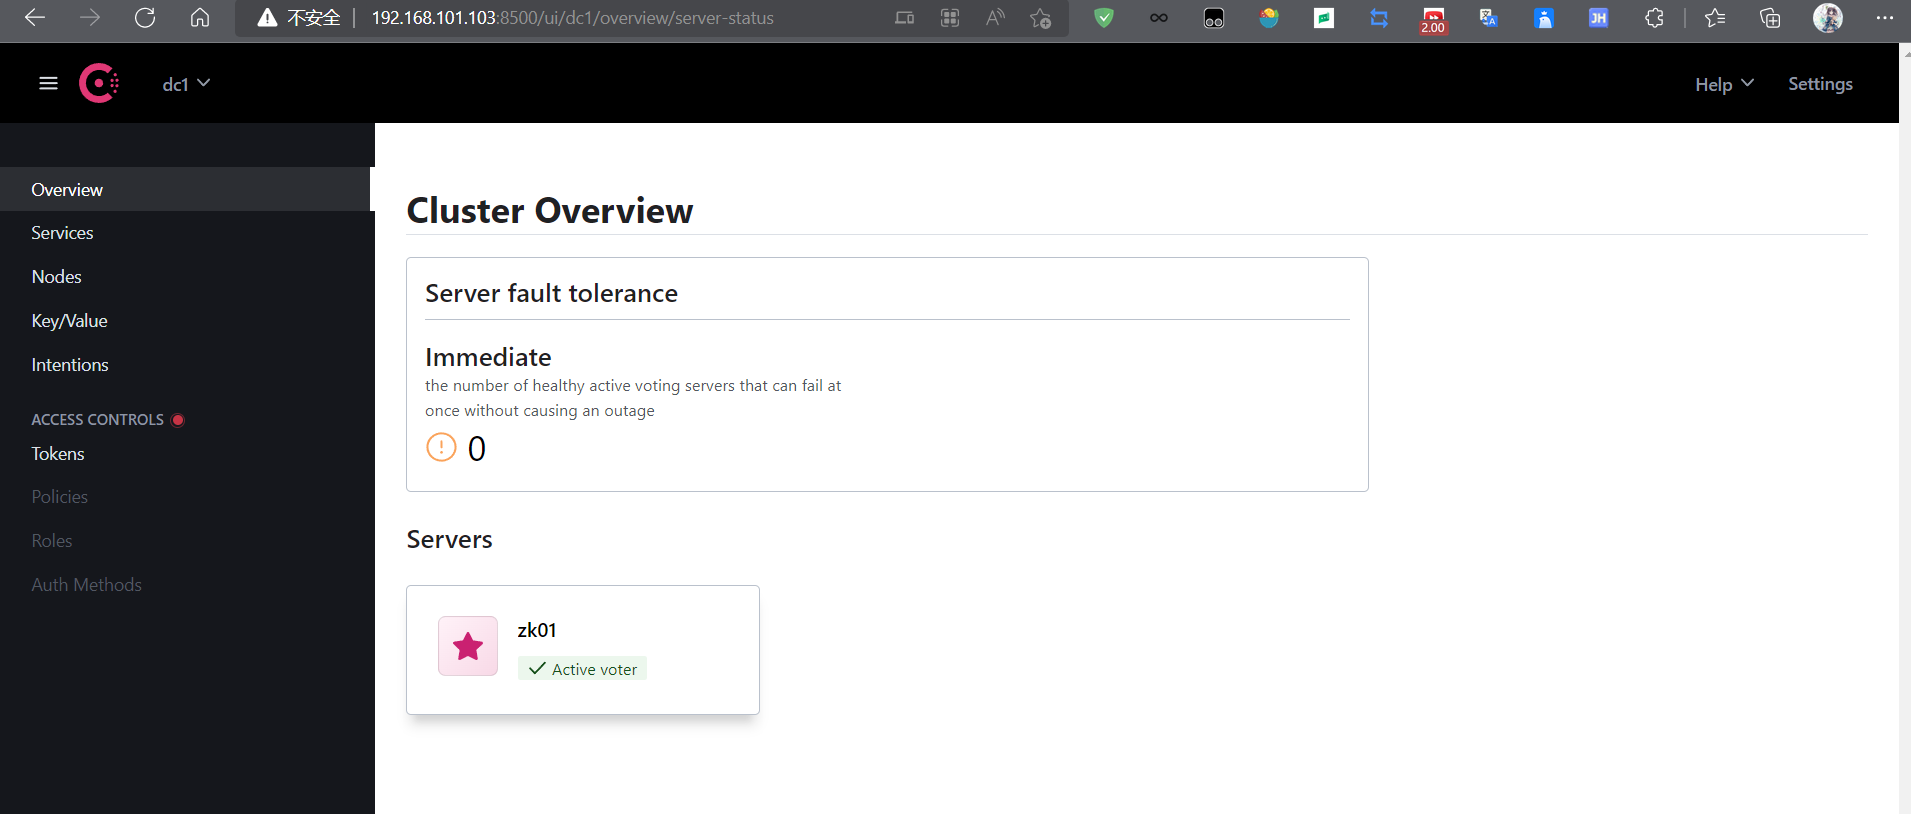 不安全 192.168.101.103:8500/ui/dc1/overview/server-status
2.00
JH
dc1
Help
Settings
Overview
Services
Nodes
Key/Value
Intentions
ACCESS CONTROLS
Tokens
Policies
Roles
Auth Methods
Cluster Overview
Server fault tolerance
Immediate
the number of healthy active voting servers that can fail at
once without causing an outage
0
Servers
zk01
Active voter